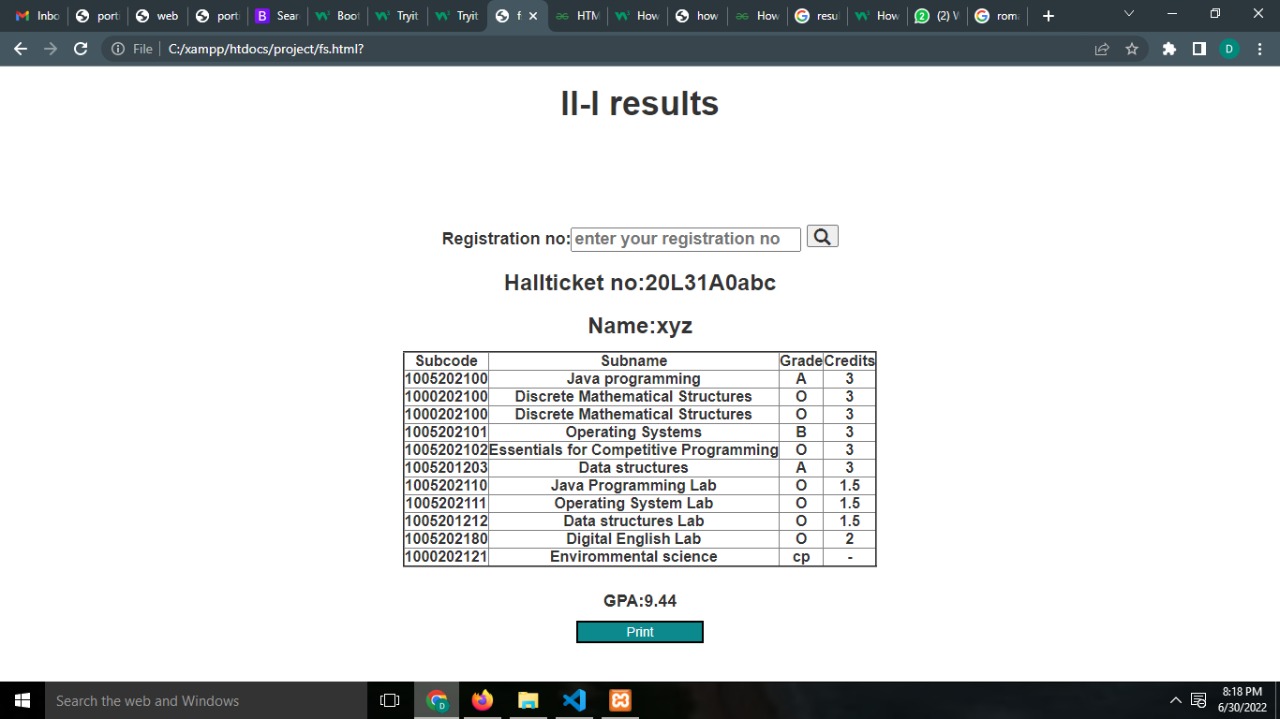 Inbo
port
web
port
B Sear
Boot
Tryit
Tryit
f
HTM
How
how
How
resul
How
(2) W
rom
File C:/xampp/htdocs/project/fs.html? D
II-I results
Registration no: enter your registration no
Hallticket no:20L31A0abc
Name:xyz
Subcode Subname Grade Credits
1005202100 Java programming A 3
1000202100 Discrete Mathematical Structures O 3
1000202100 Discrete Mathematical Structures O 3
1005202101 Operating Systems B 3
1005202102 Essentials for Competitive Programming O 3
1005201203 Data structures A 3
1005202110 Java Programming Lab O 1.5
1005202111 Operating System Lab O 1.5
1005201212 Data structures Lab O 1.5
1005202180 Digital English Lab O 2
1000202121 Envirommental science cp -
GPA:9.44
Print
Search the web and Windows
8:18 PM
6/30/2022